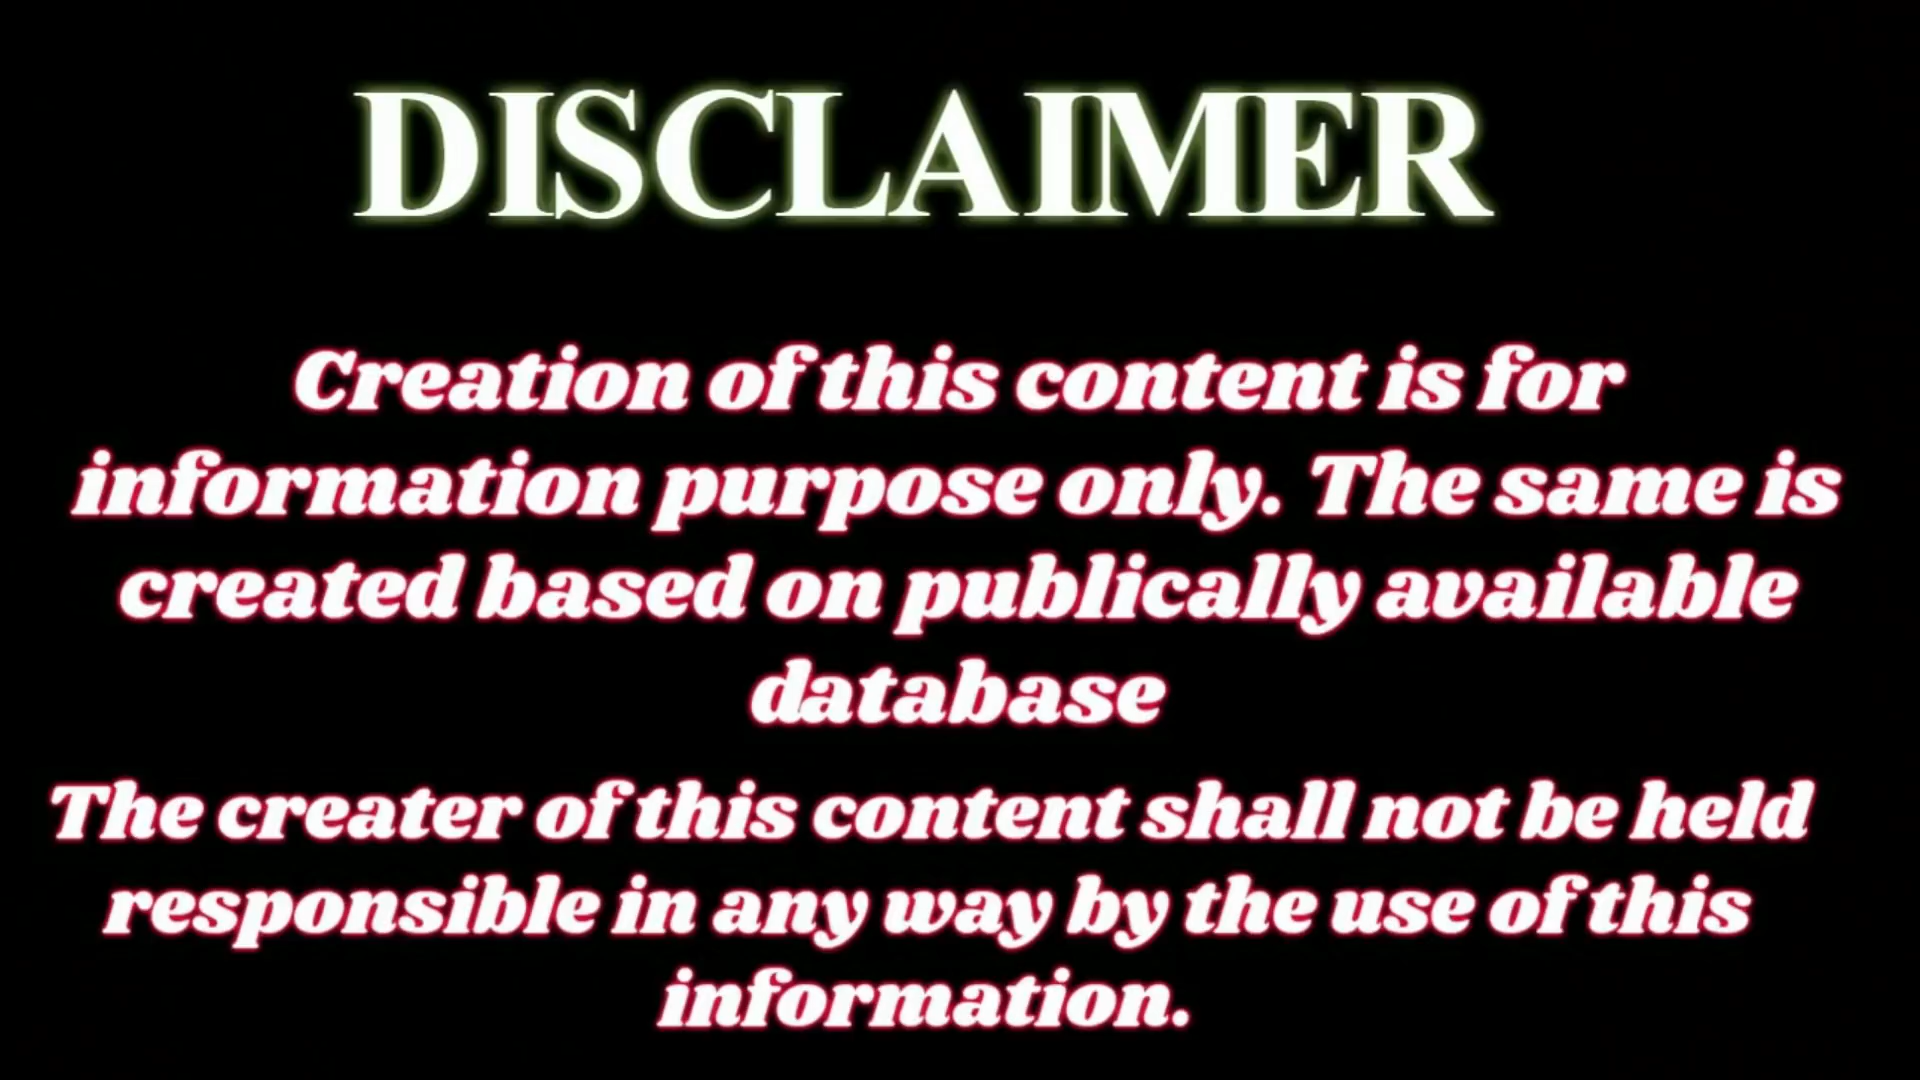 DISCLAIMER
Creation of this content is for
information purpose only. The same is
created based on publically available
database
The creater of this content shall not be held
responsible in any way by the use of this
information.